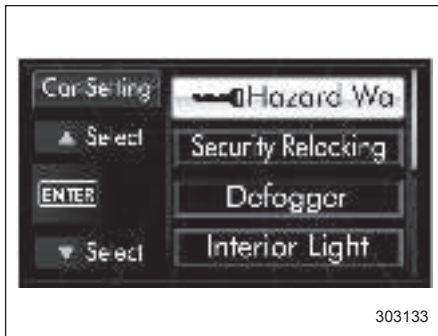 Car Setting
Hazard Wa
▲ Select
Security Relocking
ENTER
Defogger
▼ Select
Interior Light
303133